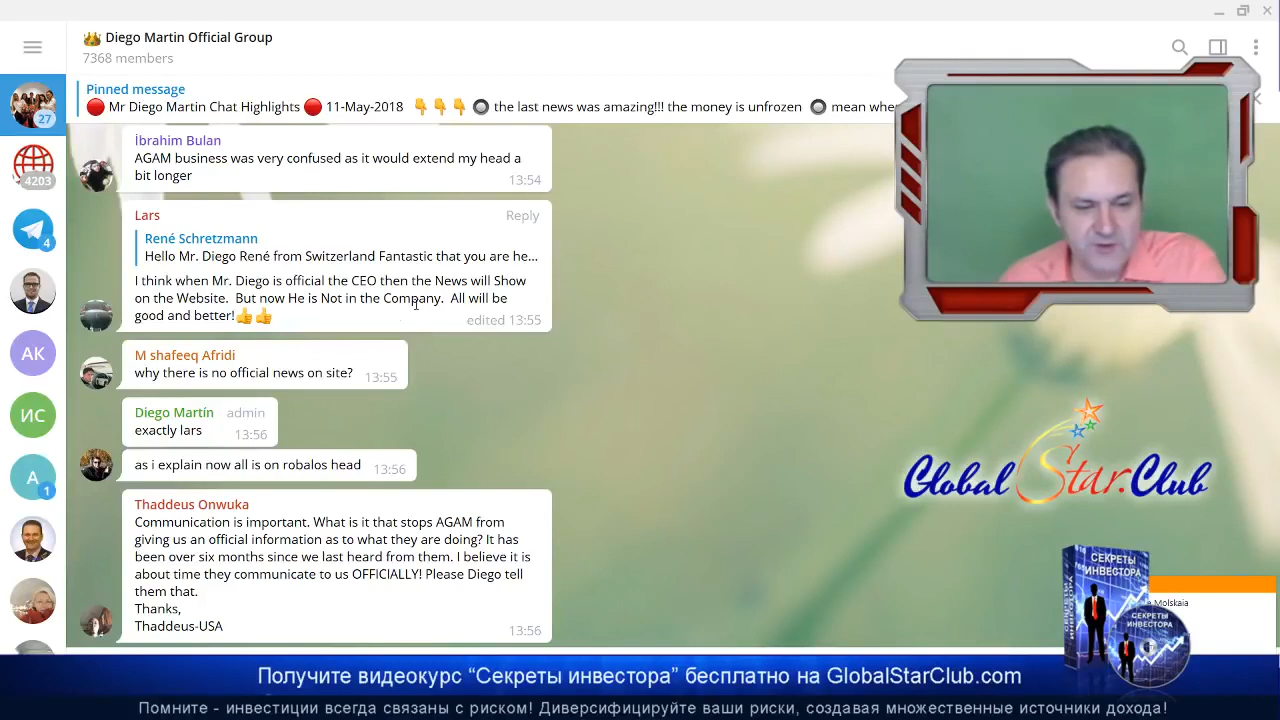 👑 Diego Martin Official Group
7368 members
27
Pinned message
🔴 Mr Diego Martin Chat Highlights 🔴 11-May-2018 👇👇👇 🔘 the last news was amazing!!! the money is unfrozen 🔘 mean whe
İbrahim Bulan
AGAM business was very confused as it would extend my head a
bit longer
13:54
4203
Lars
Reply
René Schretzmann
Hello Mr. Diego René from Switzerland Fantastic that you are he...
I think when Mr. Diego is official the CEO then the News will Show
on the Website. But now He is Not in the Company. All will be
good and better!👍👍
edited 13:55
4
M shafeeq Afridi
why there is no official news on site?
13:55
АК
Diego Martín
admin
exactly lars
13:56
ИС
as i explain now all is on robalos head
13:56
А
1
Thaddeus Onwuka
Communication is important. What is it that stops AGAM from
giving us an official information as to what they are doing? It has
been over six months since we last heard from them. I believe it is
about time they communicate to us OFFICIALLY! Please Diego tell
them that.
Thanks,
Thaddeus-USA
13:56
Global Star.Club
СЕКРЕТЫ
ИНВЕСТОРА
СЕКРЕТЫ
ИНВЕСТОРА
e Molskaia
Получите видеокурс “Секреты инвестора” бесплатно на GlobalStarClub.com
Помните - инвестиции всегда связаны с риском! Диверсифицируйте ваши риски, создавая множественные источники дохода!